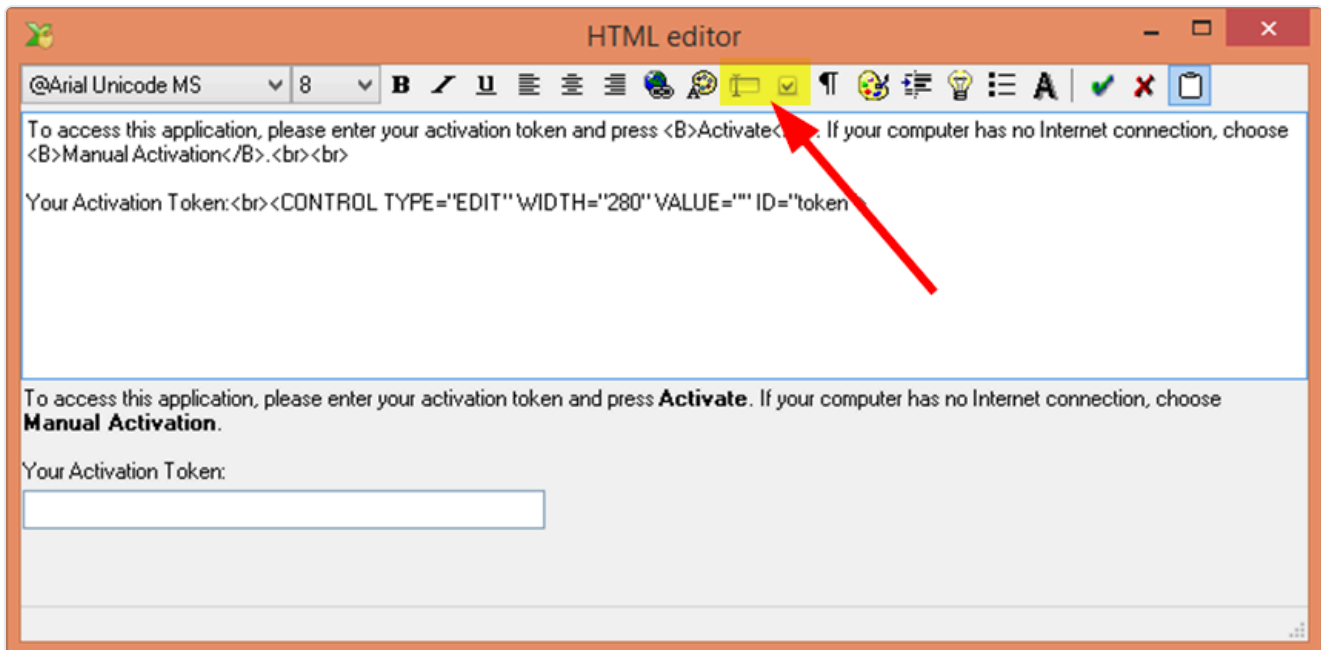 HTML editor
@Arial Unicode MS 8 B I U A
To access this application, please enter your activation token and press <B>Activate< . If your computer has no Internet connection, choose
<B>Manual Activation</B>.<br><br>
Your Activation Token:<br><CONTROL TYPE="EDIT" WIDTH="280" VALUE="" ID="token
To access this application, please enter your activation token and press Activate. If your computer has no Internet connection, choose
Manual Activation.
Your Activation Token: